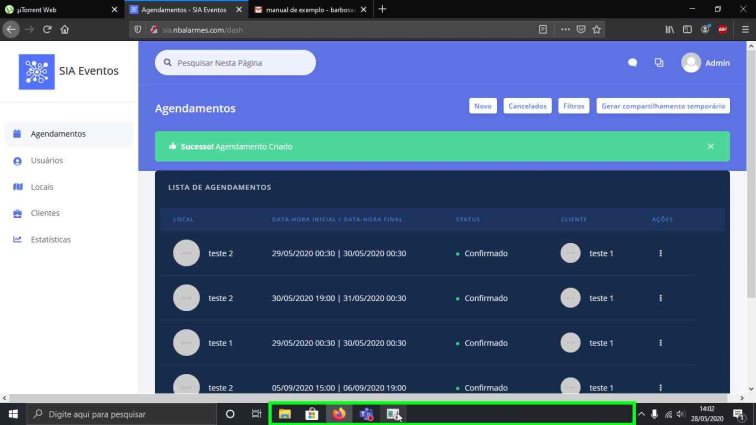 µTorrent Web
Agendamentos - SIA Eventos
manual de exemplo - barbosa
sia.nbalarmes.com/dash
ABP
SIA Eventos
Pesquisar Nesta Página
Admin
Agendamentos
Novo
Cancelados
Filtros
Gerar compartilhamento temporário
Agendamentos
Usuários
Locais
Clientes
Estatísticas
Sucesso! Agendamento Criado
LISTA DE AGENDAMENTOS
LOCAL DATA-HORA INICIAL / DATA-HORA FINAL STATUS CLIENTE AÇÕES
teste 2 29/05/2020 00:30 | 30/05/2020 00:30 Confirmado teste 1
teste 2 30/05/2020 19:00 | 31/05/2020 00:30 Confirmado teste 1
teste 1 29/05/2020 00:30 | 30/05/2020 00:30 Confirmado teste 1
teste 2 05/09/2020 15:00 | 06/09/2020 19:00 Confirmado teste 1
Digite aqui para pesquisar
14:02
28/05/2020